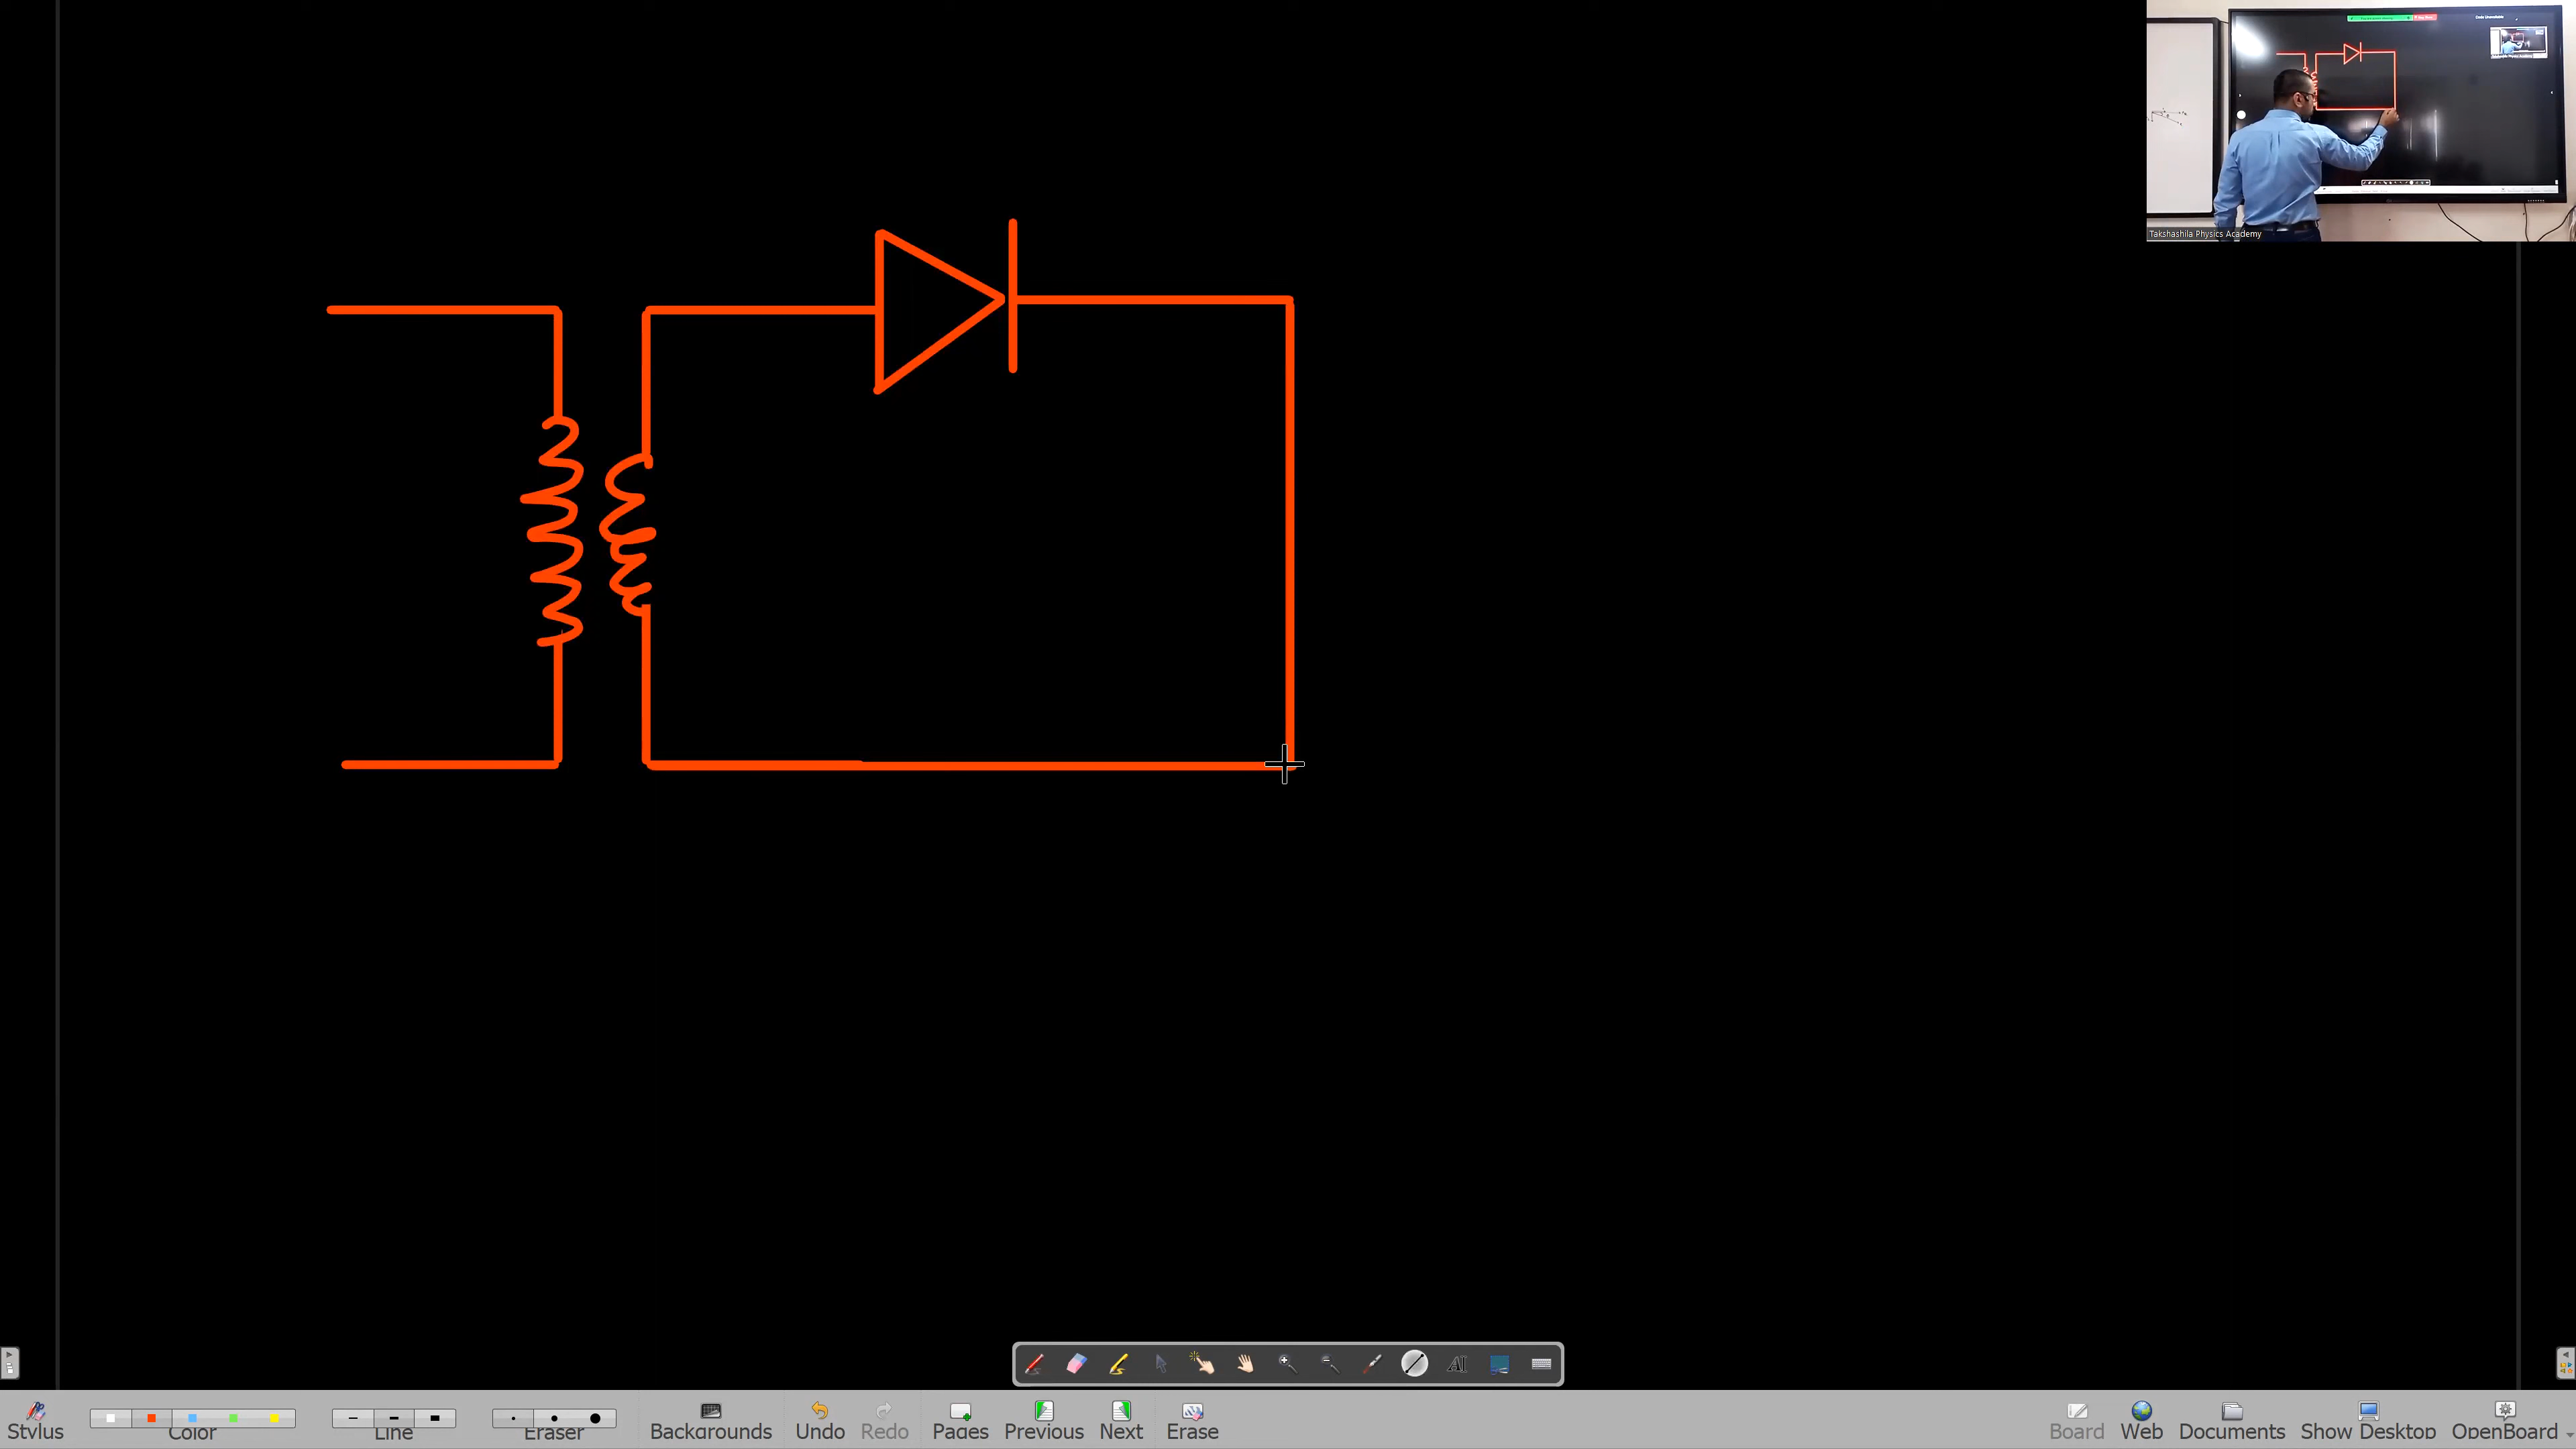 Takshashila Physics Academy
Stylus
Color
Line
Eraser
Backgrounds
Undo
Redo
Pages
Previous
Next
Erase
Board
Web
Documents
Show Desktop
OpenBoard